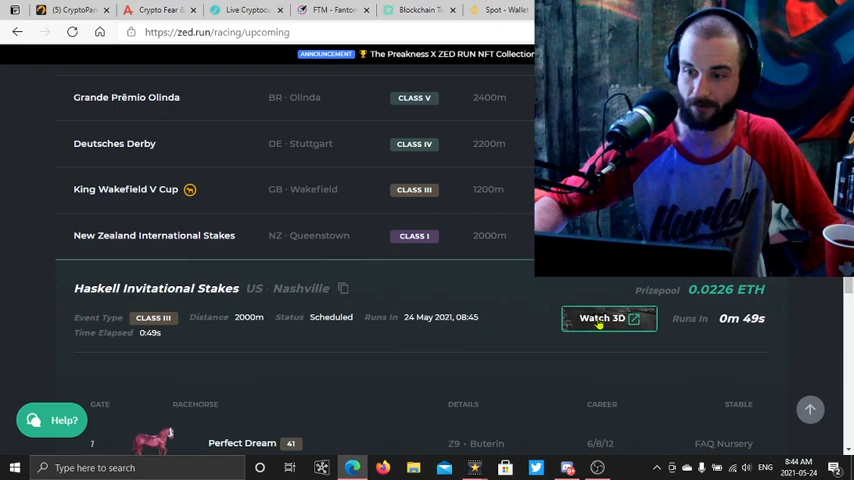 (5) CryptoPan
Crypto Fear &
Live Cryptocu
FTM - Fantom
Blockchain Tr
Spot - Wallet
https://zed.run/racing/upcoming
ANNOUNCEMENT The Preakness X ZED RUN NFT Collection
Grande Prêmio Olinda BR · Olinda CLASS V 2400m
Deutsches Derby DE · Stuttgart CLASS IV 2200m
King Wakefield V Cup GB · Wakefield CLASS III 1200m
New Zealand International Stakes NZ · Queenstown CLASS I 2000m
Haskell Invitational Stakes US · Nashville Prizepool 0.0226 ETH
Event Type CLASS III Distance 2000m Status Scheduled Runs In 24 May 2021, 08:45 Watch 3D Runs In 0m 49s
Time Elapsed 0:49s
GATE RACEHORSE DETAILS CAREER STABLE
Help?
1 Perfect Dream 41 Z9 · Buterin 6/8/12 FAQ Nursery
Hurley
Type here to search
ENG
8:44 AM
2021-05-24
2